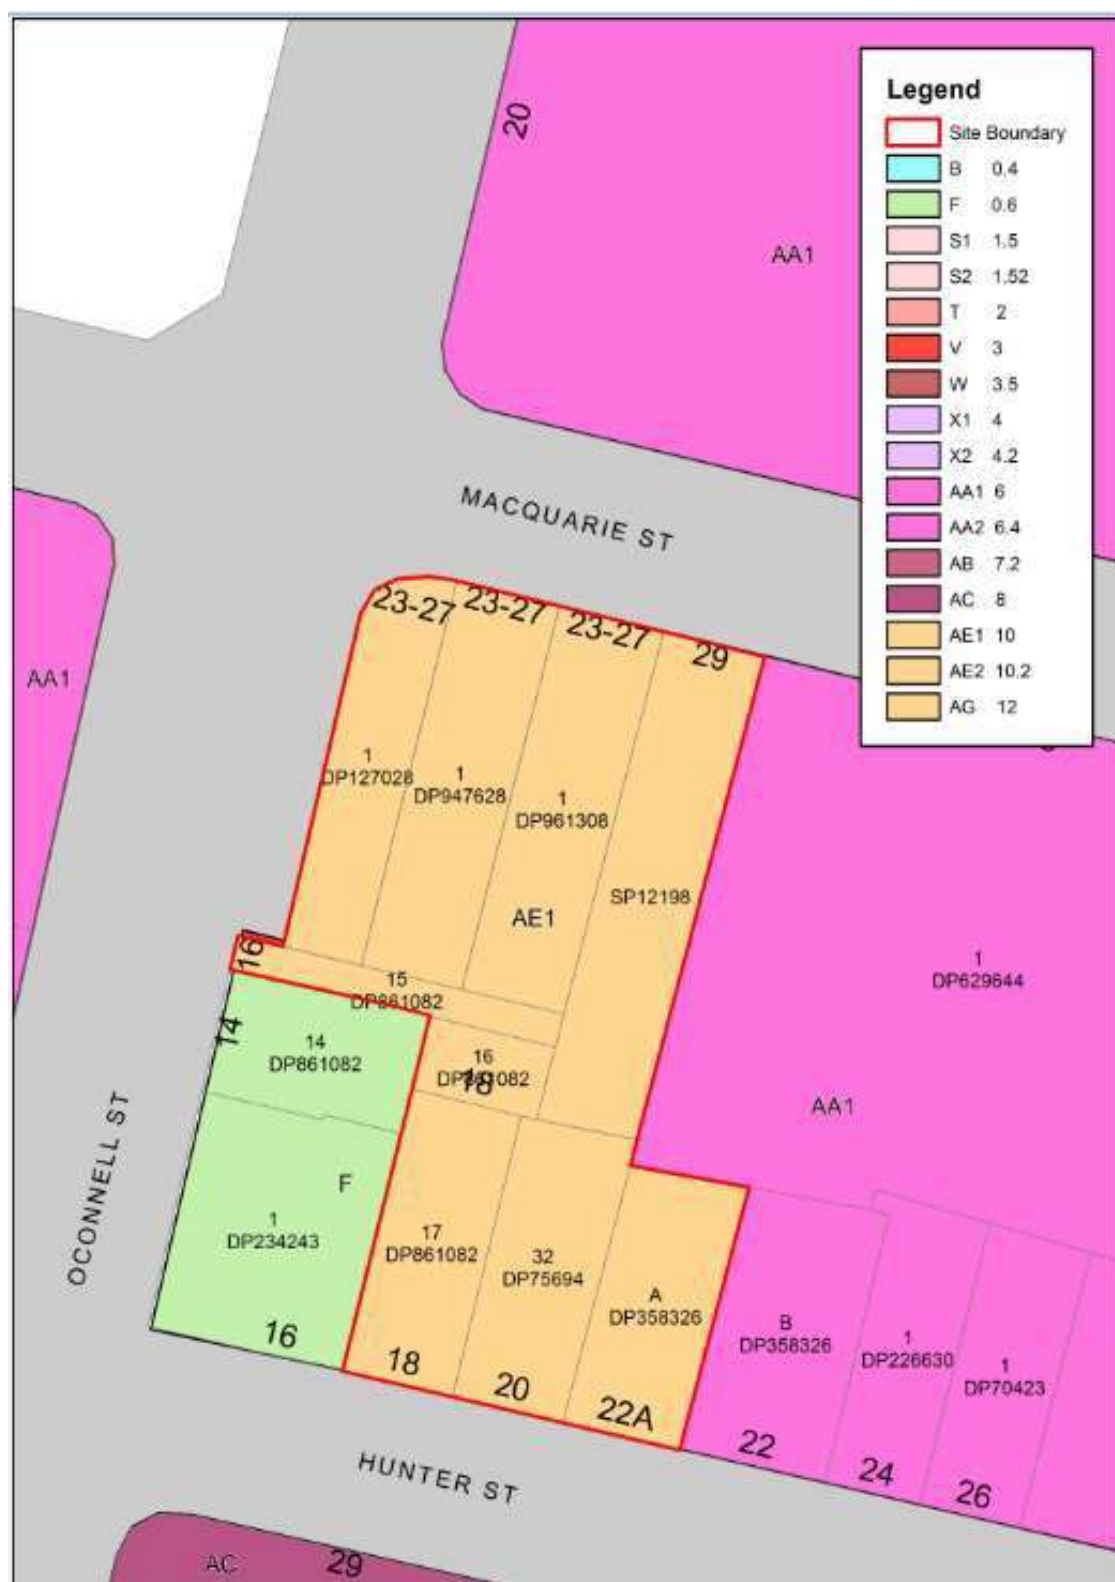 Legend
Site Boundary
B 0.4
F 0.6
S1 1.5
S2 1.52
T 2
V 3
W 3.5
X1 4
X2 4.2
AA1 6
AA2 6.4
AB 7.2
AC 8
AE1 10
AE2 10.2
AG 12
20
AA1
MACQUARIE ST
23-27
23-27
23-27
29
AA1
1
DP127028
1
DP947628
1
DP961308
SP12198
AE1
16
15
DP861082
1
DP629644
14
14
DP861082
16
DP861082
18
AA1
OCONNELL ST
F
1
DP234243
17
DP861082
32
DP75694
A
DP358326
B
DP358326
1
DP226630
1
DP70423
16
18
20
22A
22
24
26
HUNTER ST
AC
29